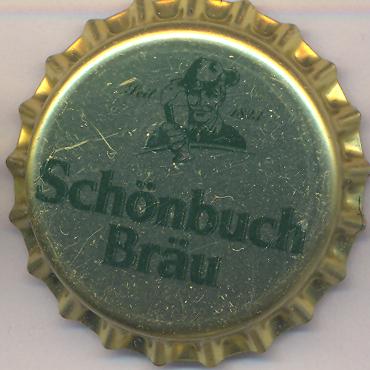 Seit 1823
Schönbuch
Bräu